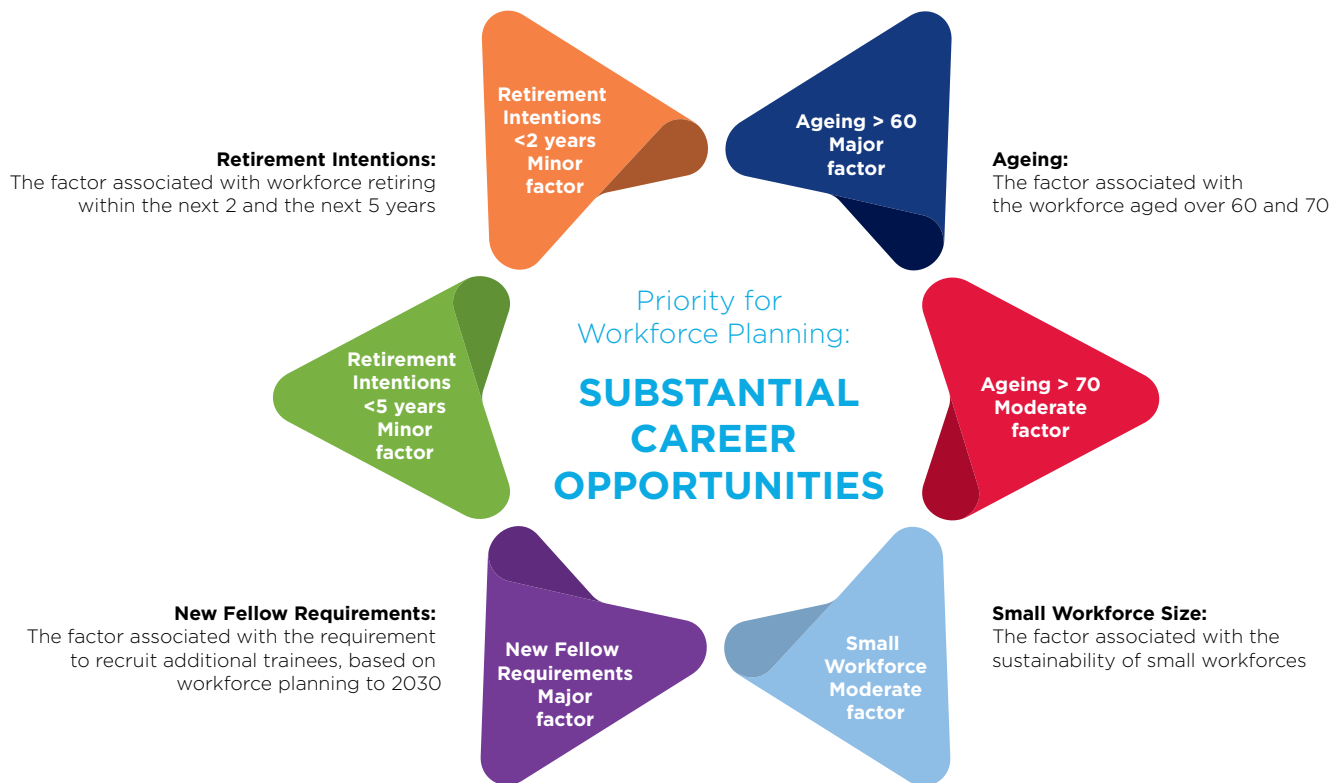 Retirement
Intentions
<2 years
Minor
factor
Ageing > 60
Major
factor
Retirement Intentions:
The factor associated with workforce retiring
within the next 2 and the next 5 years
Ageing:
The factor associated with
the workforce aged over 60 and 70
Priority for
Workforce Planning:
SUBSTANTIAL
CAREER
OPPORTUNITIES
Retirement
Intentions
<5 years
Minor
factor
Ageing > 70
Moderate
factor
New Fellow Requirements:
The factor associated with the requirement
to recruit additional trainees, based on
workforce planning to 2030
New Fellow
Requirements
Major
factor
Small
Workforce
Moderate
factor
Small Workforce Size:
The factor associated with the
sustainability of small workforces